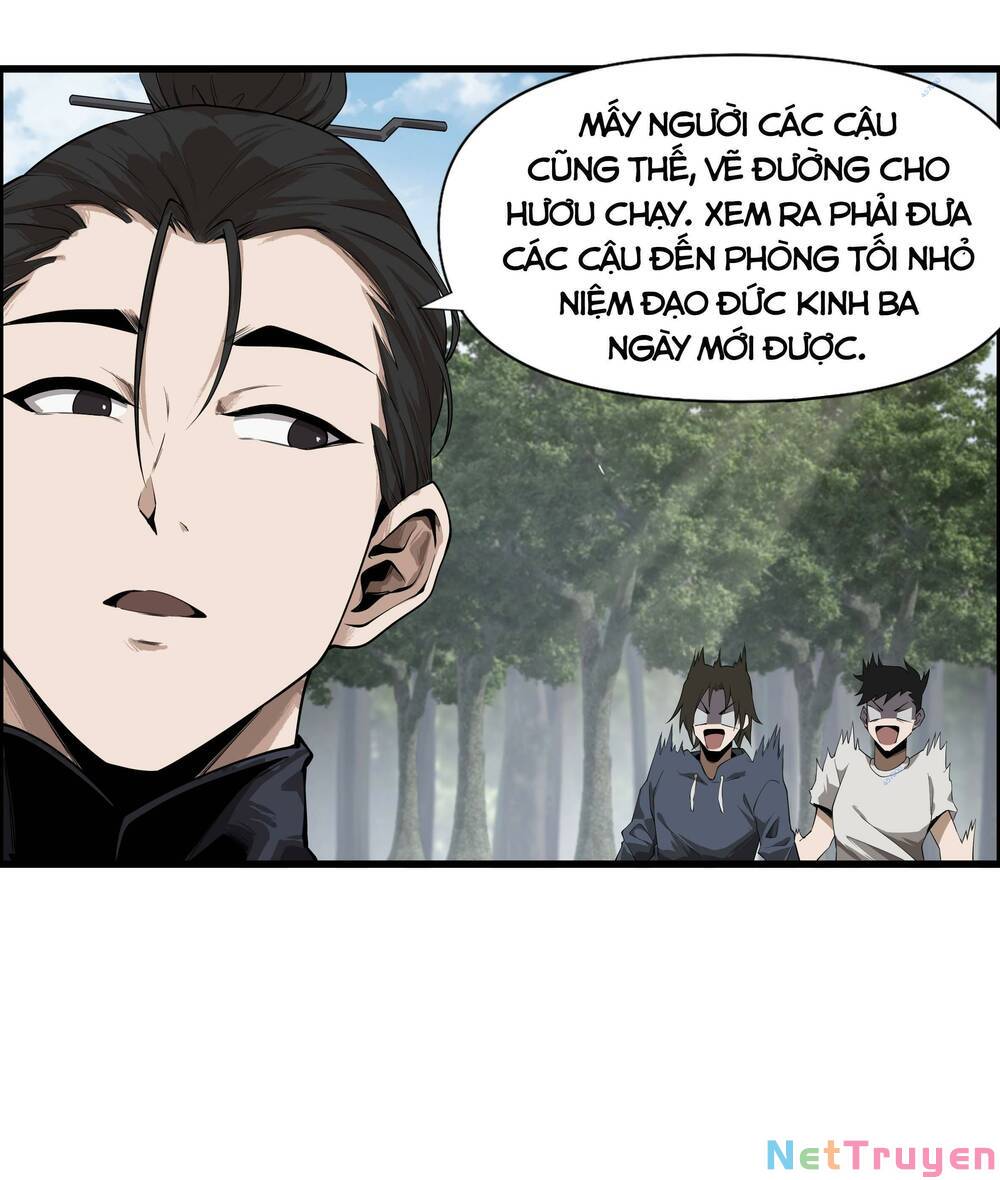 MẤY NGƯỜI CÁC CẬU
CŨNG THẾ, VẼ ĐƯỜNG CHO
HƯƠU CHẠY. XEM RA PHẢI ĐƯA
CÁC CẬU ĐẾN PHÒNG TỐI NHỎ
NIỆM ĐẠO ĐỨC KINH BA
NGÀY MỚI ĐƯỢC.
NetTruyen